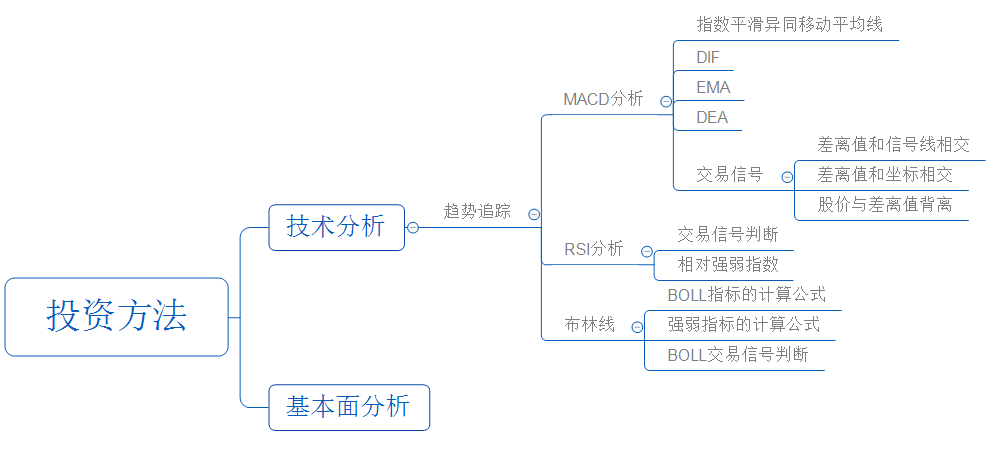 投资方法
技术分析
趋势追踪
MACD分析
指数平滑异同移动平均线
DIF
EMA
DEA
交易信号
差离值和信号线相交
差离值和坐标相交
股价与差离值背离
RSI分析
交易信号判断
相对强弱指数
布林线
BOLL指标的计算公式
强弱指标的计算公式
BOLL交易信号判断
基本面分析